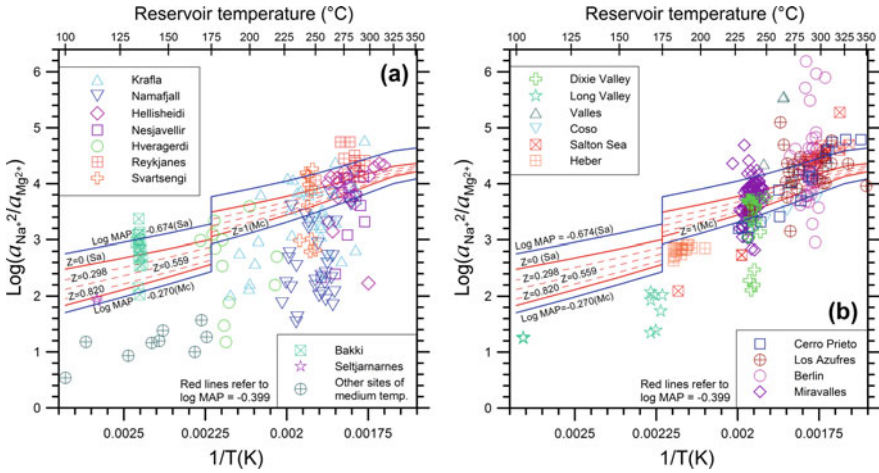 Reservoir temperature (°C)
100 125 150 175 200 225 250 275 300 325 350
(a)
Krafla
Namafjall
Hellisheidi
Nesjavellir
Hveragerdi
Reykjanes
Svartsengi
Log MAP = -0.674(Sa)
Z=0 (Sa)
Z=0.298
Z=0.559
Z=0.820
Log MAP = -0.270(Mc)
Z=1(Mc)
Bakki
Seltjarnarnes
Other sites of
medium temp.
Red lines refer to
log MAP = -0.399
Log(aNa+2/aMg2+)
6
5
4
3
2
1
0
0.0025 0.00225 0.002 0.00175
1/T(K)
Reservoir temperature (°C)
100 125 150 175 200 225 250 275 300 325 350
Dixie Valley
Long Valley
Valles
Coso
Salton Sea
Heber
Log MAP = -0.674(Sa)
Z=0 (Sa)
Z=0.298
Z=0.559
Z=0.820
Log MAP=-0.270(Mc)
Z=1(Mc)
(b)
Cerro Prieto
Los Azufres
Berlin
Miravalles
Red lines refer to
log MAP = -0.399
Log(aNa+2/aMg2+)
6
5
4
3
2
1
0
0.0025 0.00225 0.002 0.00175
1/T(K)